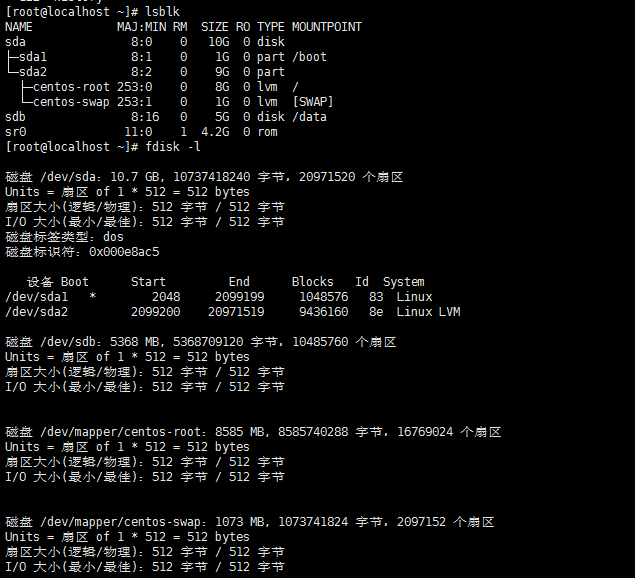 [root@localhost ~]# lsblk
NAME            MAJ:MIN RM  SIZE RO TYPE MOUNTPOINT
sda               8:0    0   10G  0 disk
├─sda1            8:1    0    1G  0 part /boot
└─sda2            8:2    0    9G  0 part
  ├─centos-root 253:0    0    8G  0 lvm  /
  └─centos-swap 253:1    0    1G  0 lvm  [SWAP]
sdb               8:16   0    5G  0 disk /data
sr0              11:0    1  4.2G  0 rom
[root@localhost ~]# fdisk -l
磁盘 /dev/sda：10.7 GB, 10737418240 字节，20971520 个扇区
Units = 扇区 of 1 * 512 = 512 bytes
扇区大小(逻辑/物理)：512 字节 / 512 字节
I/O 大小(最小/最佳)：512 字节 / 512 字节
磁盘标签类型：dos
磁盘标识符：0x000e8ac5
设备 Boot      Start         End      Blocks   Id  System
/dev/sda1   *        2048     2099199     1048576   83  Linux
/dev/sda2         2099200    20971519     9436160   8e  Linux LVM
磁盘 /dev/sdb：5368 MB, 5368709120 字节，10485760 个扇区
Units = 扇区 of 1 * 512 = 512 bytes
扇区大小(逻辑/物理)：512 字节 / 512 字节
I/O 大小(最小/最佳)：512 字节 / 512 字节
磁盘 /dev/mapper/centos-root：8585 MB, 8585740288 字节，16769024 个扇区
Units = 扇区 of 1 * 512 = 512 bytes
扇区大小(逻辑/物理)：512 字节 / 512 字节
I/O 大小(最小/最佳)：512 字节 / 512 字节
磁盘 /dev/mapper/centos-swap：1073 MB, 1073741824 字节，2097152 个扇区
Units = 扇区 of 1 * 512 = 512 bytes
扇区大小(逻辑/物理)：512 字节 / 512 字节
I/O 大小(最小/最佳)：512 字节 / 512 字节